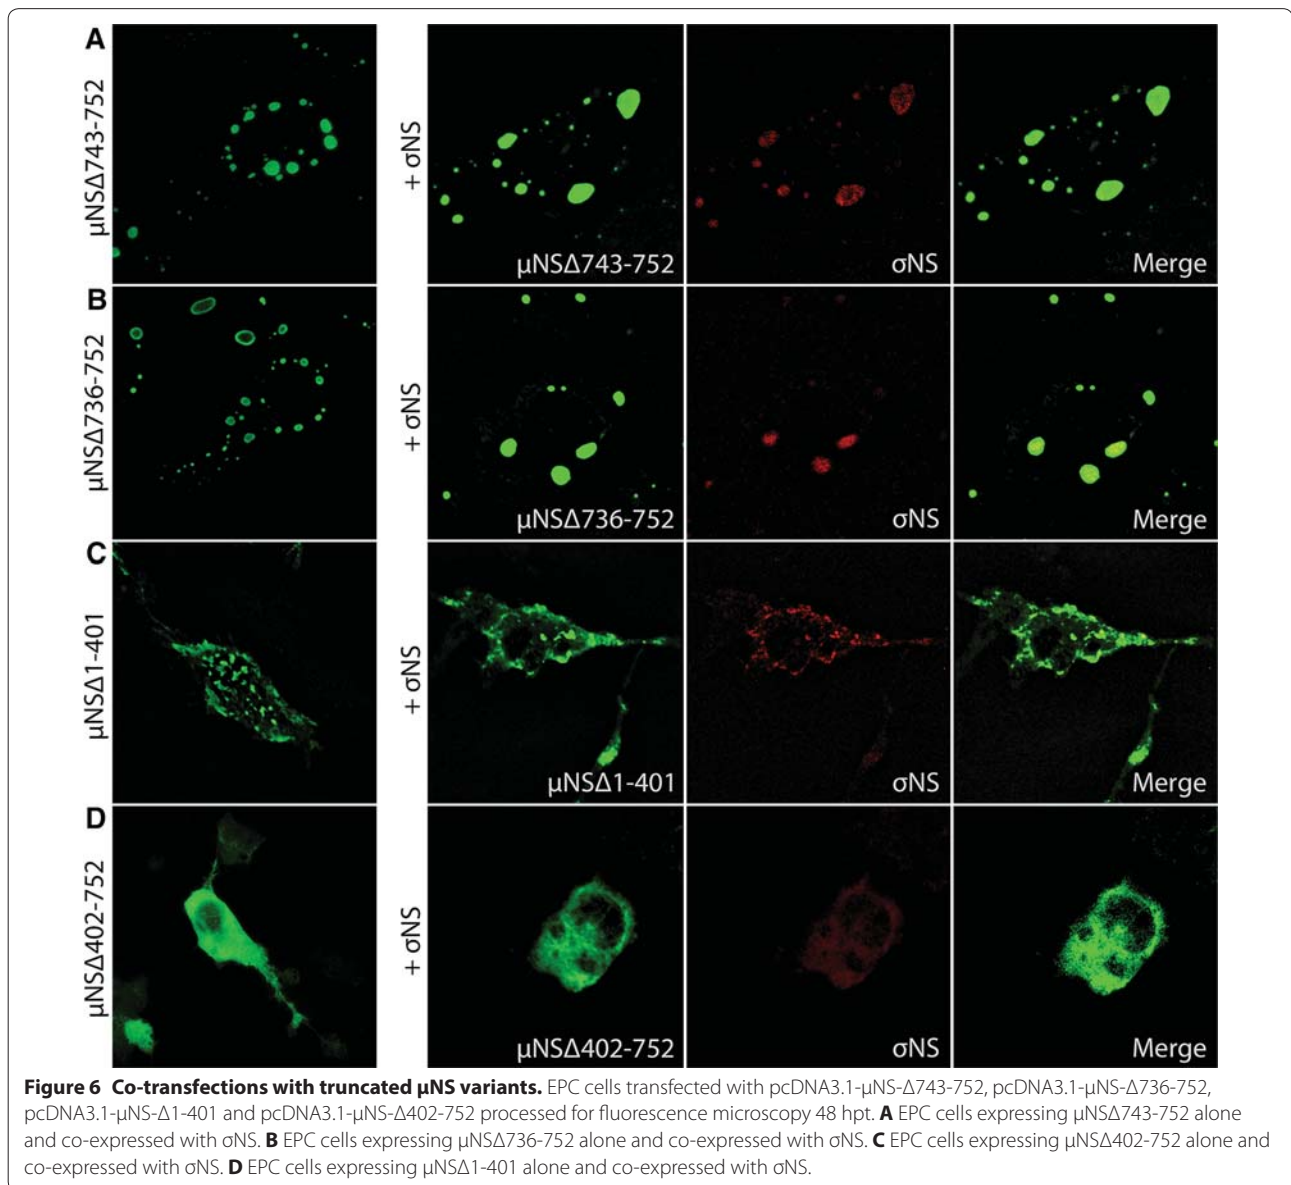 A
μNSΔ743-752
+ σNS
μNSΔ743-752
σNS
Merge
B
μNSΔ736-752
+ σNS
μNSΔ736-752
σNS
Merge
C
μNSΔ1-401
+ σNS
μNSΔ1-401
σNS
Merge
D
μNSΔ402-752
+ σNS
μNSΔ402-752
σNS
Merge
Figure 6 Co-transfections with truncated μNS variants. EPC cells transfected with pcDNA3.1-μNS-Δ743-752, pcDNA3.1-μNS-Δ736-752,
pcDNA3.1-μNS-Δ1-401 and pcDNA3.1-μNS-Δ402-752 processed for fluorescence microscopy 48 hpt. A EPC cells expressing μNSΔ743-752 alone
and co-expressed with σNS. B EPC cells expressing μNSΔ736-752 alone and co-expressed with σNS. C EPC cells expressing μNSΔ402-752 alone and
co-expressed with σNS. D EPC cells expressing μNSΔ1-401 alone and co-expressed with σNS.